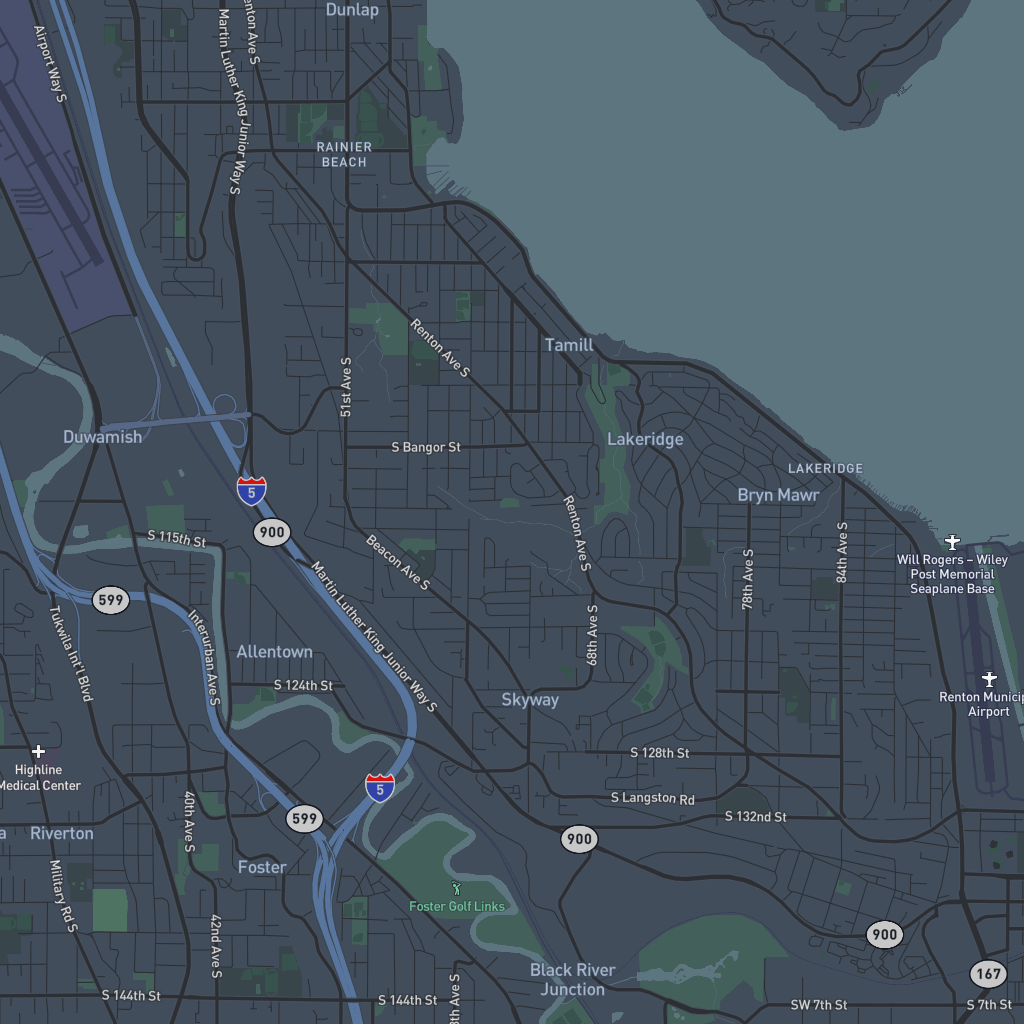 Dunlap
Airport Way S
Martin Luther King Junior Way S
Renton Ave S
RAINIER
BEACH
Renton Ave S
Tamill
51st Ave S
Duwamish
S Bangor St
Lakeridge
LAKERIDGE
Bryn Mawr
5
900
S 115th St
Renton Ave S
Beacon Ave S
84th Ave S
78th Ave S
Will Rogers – Wiley
Post Memorial
Seaplane Base
599
Martin Luther King Junior Way S
Tukwila Int'l Blvd
Interurban Ave S
68th Ave S
Allentown
S 124th St
Skyway
Renton Municip
Airport
Highline
Medical Center
S 128th St
5
S Langston Rd
599
S 132nd St
40th Ave S
Riverton
900
Foster
Military Rd S
Foster Golf Links
42nd Ave S
900
Black River
Junction
167
S 144th St
S 144th St
SW 7th St
S 7th St